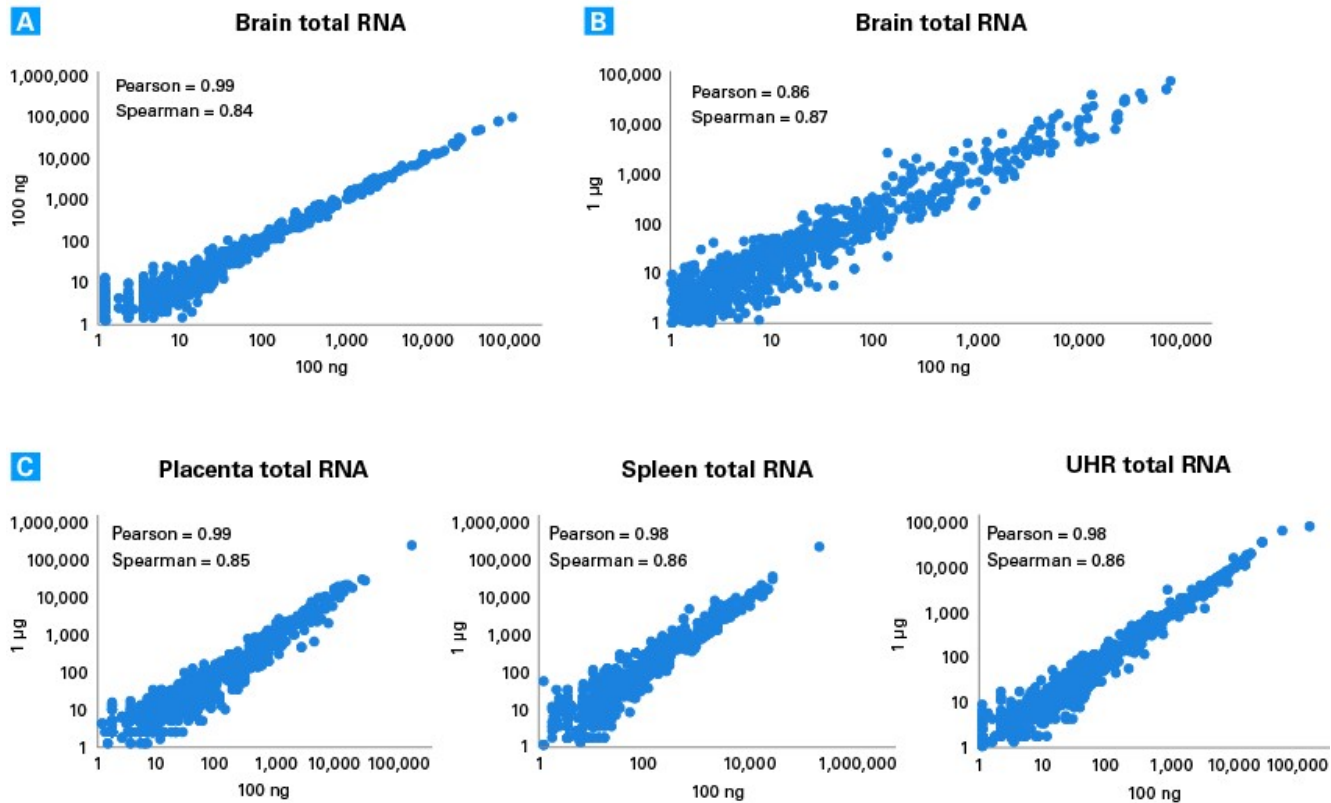 A
Brain total RNA
Pearson = 0.99
Spearman = 0.84
1,000,000
100,000
10,000
1,000
100
10
1
100 ng
1 10 100 1,000 10,000 100,000
100 ng
B
Brain total RNA
Pearson = 0.86
Spearman = 0.87
100,000
10,000
1,000
100
10
1
1 µg
1 10 100 1,000 10,000 100,000
100 ng
C
Placenta total RNA
Pearson = 0.99
Spearman = 0.85
1,000,000
100,000
10,000
1,000
100
10
1
1 µg
1 10 100 1,000 10,000 100,000
100 ng
Spleen total RNA
Pearson = 0.98
Spearman = 0.86
1,000,000
100,000
10,000
1,000
100
10
1
1 µg
1 100 10,000 1,000,000
100 ng
UHR total RNA
Pearson = 0.98
Spearman = 0.86
100,000
10,000
1,000
100
10
1
1 µg
1 10 100 1,000 10,000 100,000
100 ng